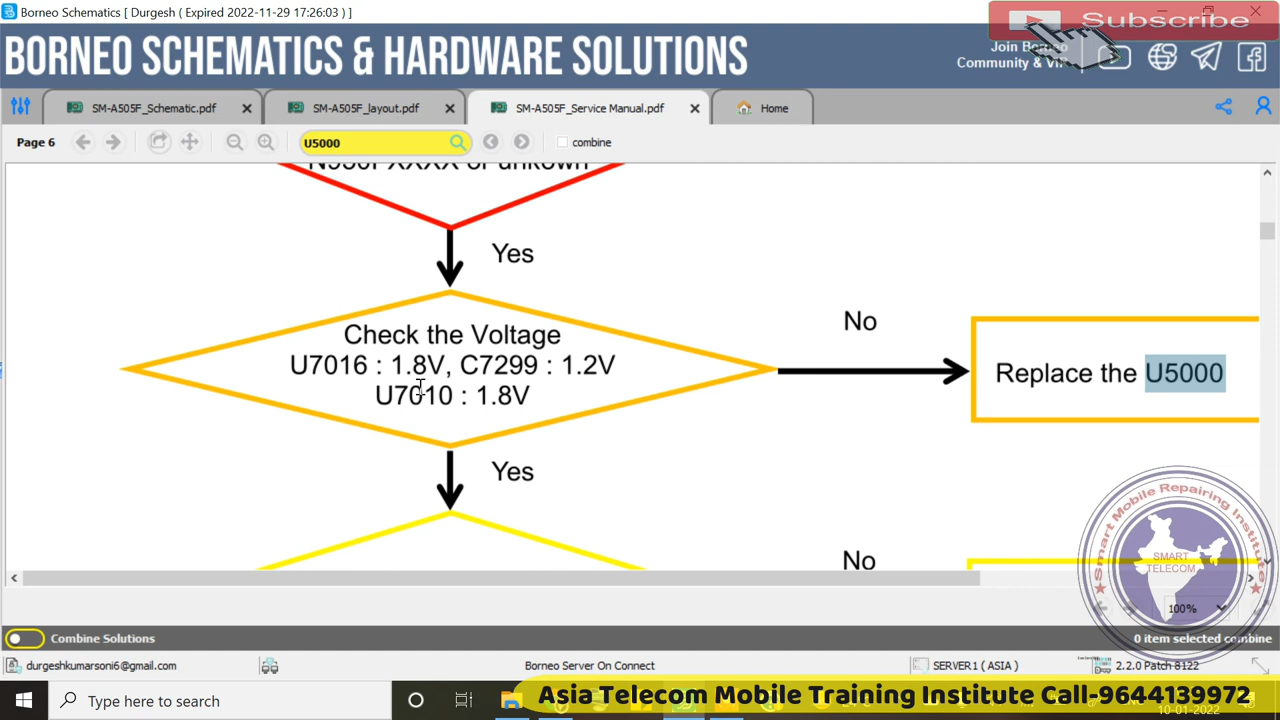 Borneo Schematics [ Durgesh ( Expired 2022-11-29 17:26:03 ) ]
Subscribe
BORNEO SCHEMATICS & HARDWARE SOLUTIONS
Join Borneo
Community & VIP
SM-A505F_Schematic.pdf
SM-A505F_layout.pdf
SM-A505F_Service Manual.pdf
Home
Page 6
U5000
combine
N950FXXXX or unkown
Yes
Check the Voltage
U7016 : 1.8V, C7299 : 1.2V
U7010 : 1.8V
No
Replace the U5000
Yes
No
Smart Mobile Repairing Institute
SMART
TELECOM
100%
Combine Solutions
0 item selected combine
durgeshkumarsoni6@gmail.com
Borneo Server On Connect
SERVER1 ( ASIA )
2.2.0 Patch 8122
Type here to search
Asia Telecom Mobile Training Institute Call-9644139972
10-01-2022